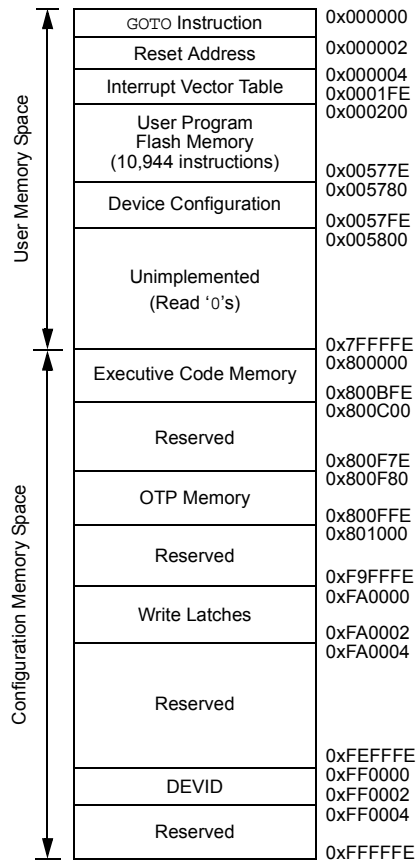 GOTO Instruction
0x000000
Reset Address
0x000002
0x000004
Interrupt Vector Table
0x0001FE
0x000200
User Program
Flash Memory
(10,944 instructions)
0x00577E
0x005780
Device Configuration
0x0057FE
0x005800
Unimplemented
(Read ‘0’s)
0x7FFFFE
User Memory Space
0x800000
Executive Code Memory
0x800BFE
0x800C00
Reserved
0x800F7E
0x800F80
OTP Memory
0x800FFE
0x801000
Reserved
0xF9FFFE
0xFA0000
Write Latches
0xFA0002
0xFA0004
Reserved
0xFEFFFE
0xFF0000
DEVID
0xFF0002
0xFF0004
Reserved
0xFFFFFE
Configuration Memory Space